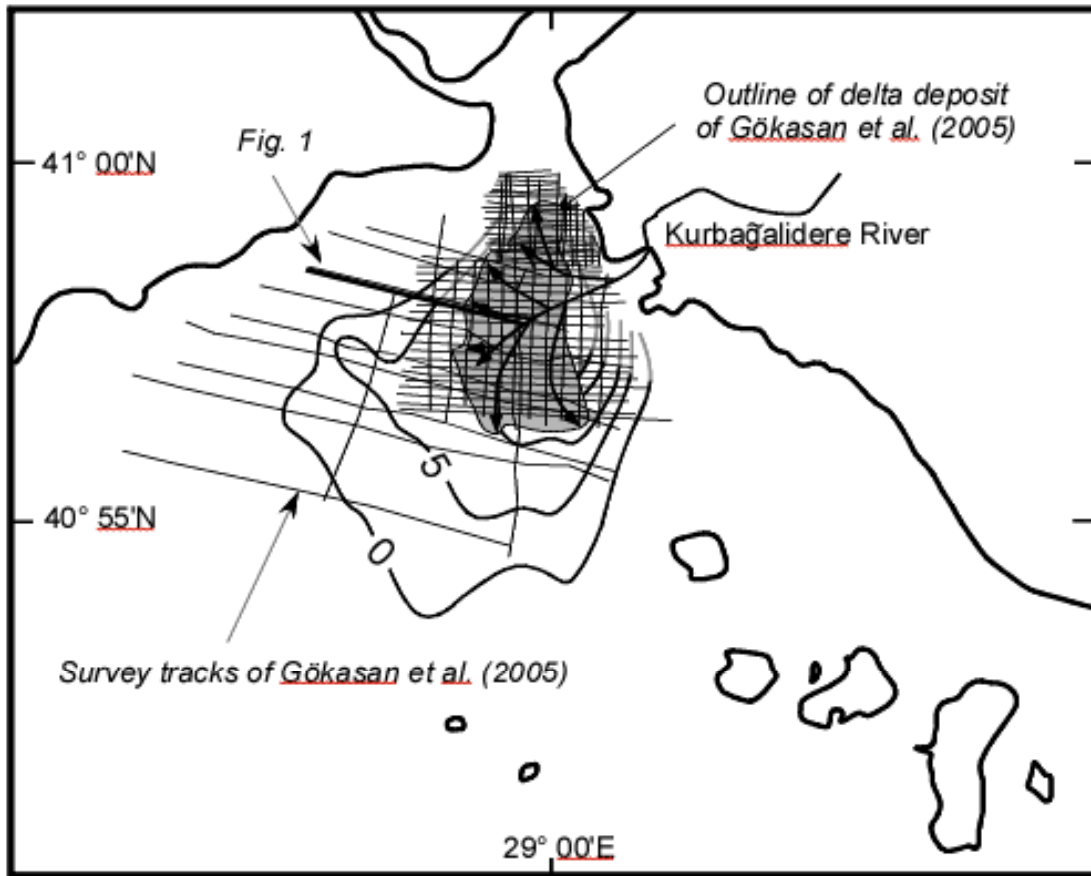 Outline of delta deposit
of Gökasan et al. (2005)
Fig. 1
41° 00'N
Kurbağalidere River
5
40° 55'N
0
Survey tracks of Gökasan et al. (2005)
29° 00'E